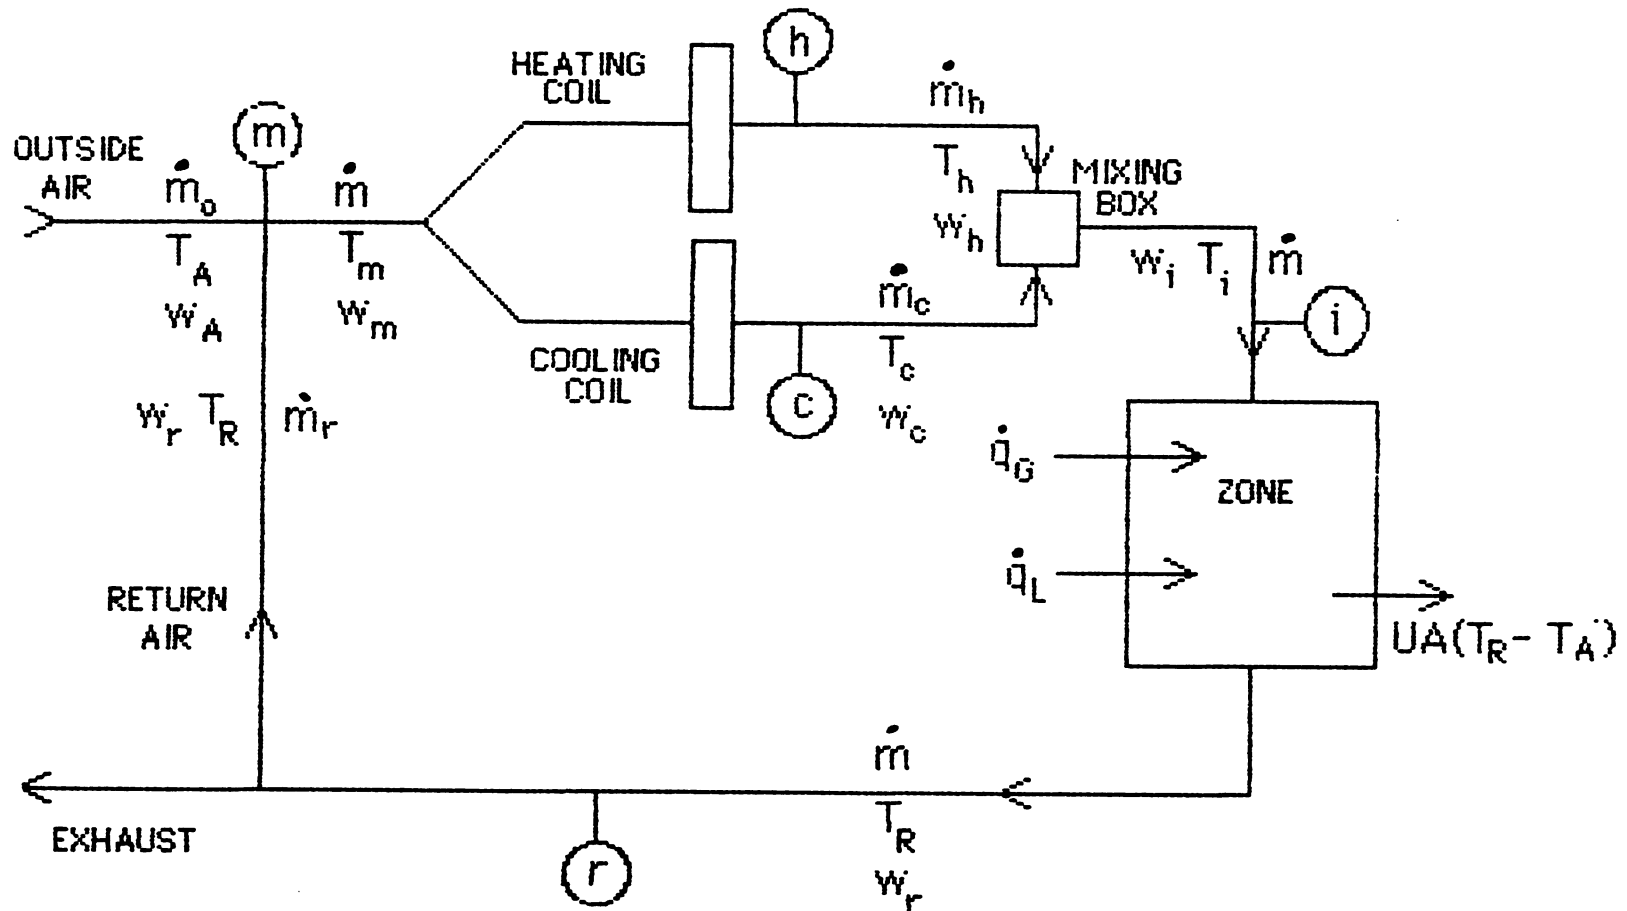 HEATING
COIL
h
ṁh
OUTSIDE
AIR
m
ṁo
ṁ
Th
MIXING
BOX
TA
Tm
wh
wi Ti ṁ
wA
wm
ṁc
i
COOLING
COIL
Tc
c
wc
wr TR ṁr
q̇G
ZONE
q̇L
RETURN
AIR
UA(TR - TA)
ṁ
TR
EXHAUST
r
wr